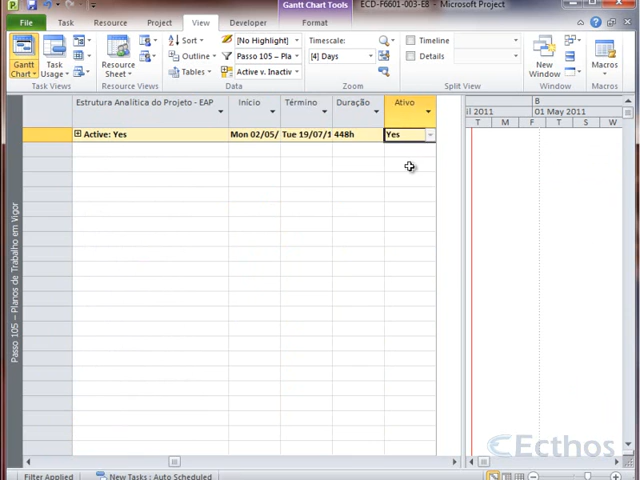 Gantt Chart Tools
ECD-F6601-003-E8 - Microsoft Project
File Task Resource Project View Developer Format
Gantt Chart
Task Usage
Resource Sheet
Sort
Outline
Tables
[No Highlight]
Passo 105 –
Active v. Inactiv
Timescale:
[4] Days
Timeline
Details
New Window
Macros
Task Views Resource Views Data Zoom Split View Window Macros
Estrutura Analítica do Projeto - EAP Início Término Duração Ativo
il 2011 B 01 May 2011
T M F T S W
Active: Yes Mon 02/05/ Tue 19/07/1 448h Yes
Passo 105 – Planos de Trabalho em Vigor
Ecthos
Filter Applied New Tasks : Auto Scheduled